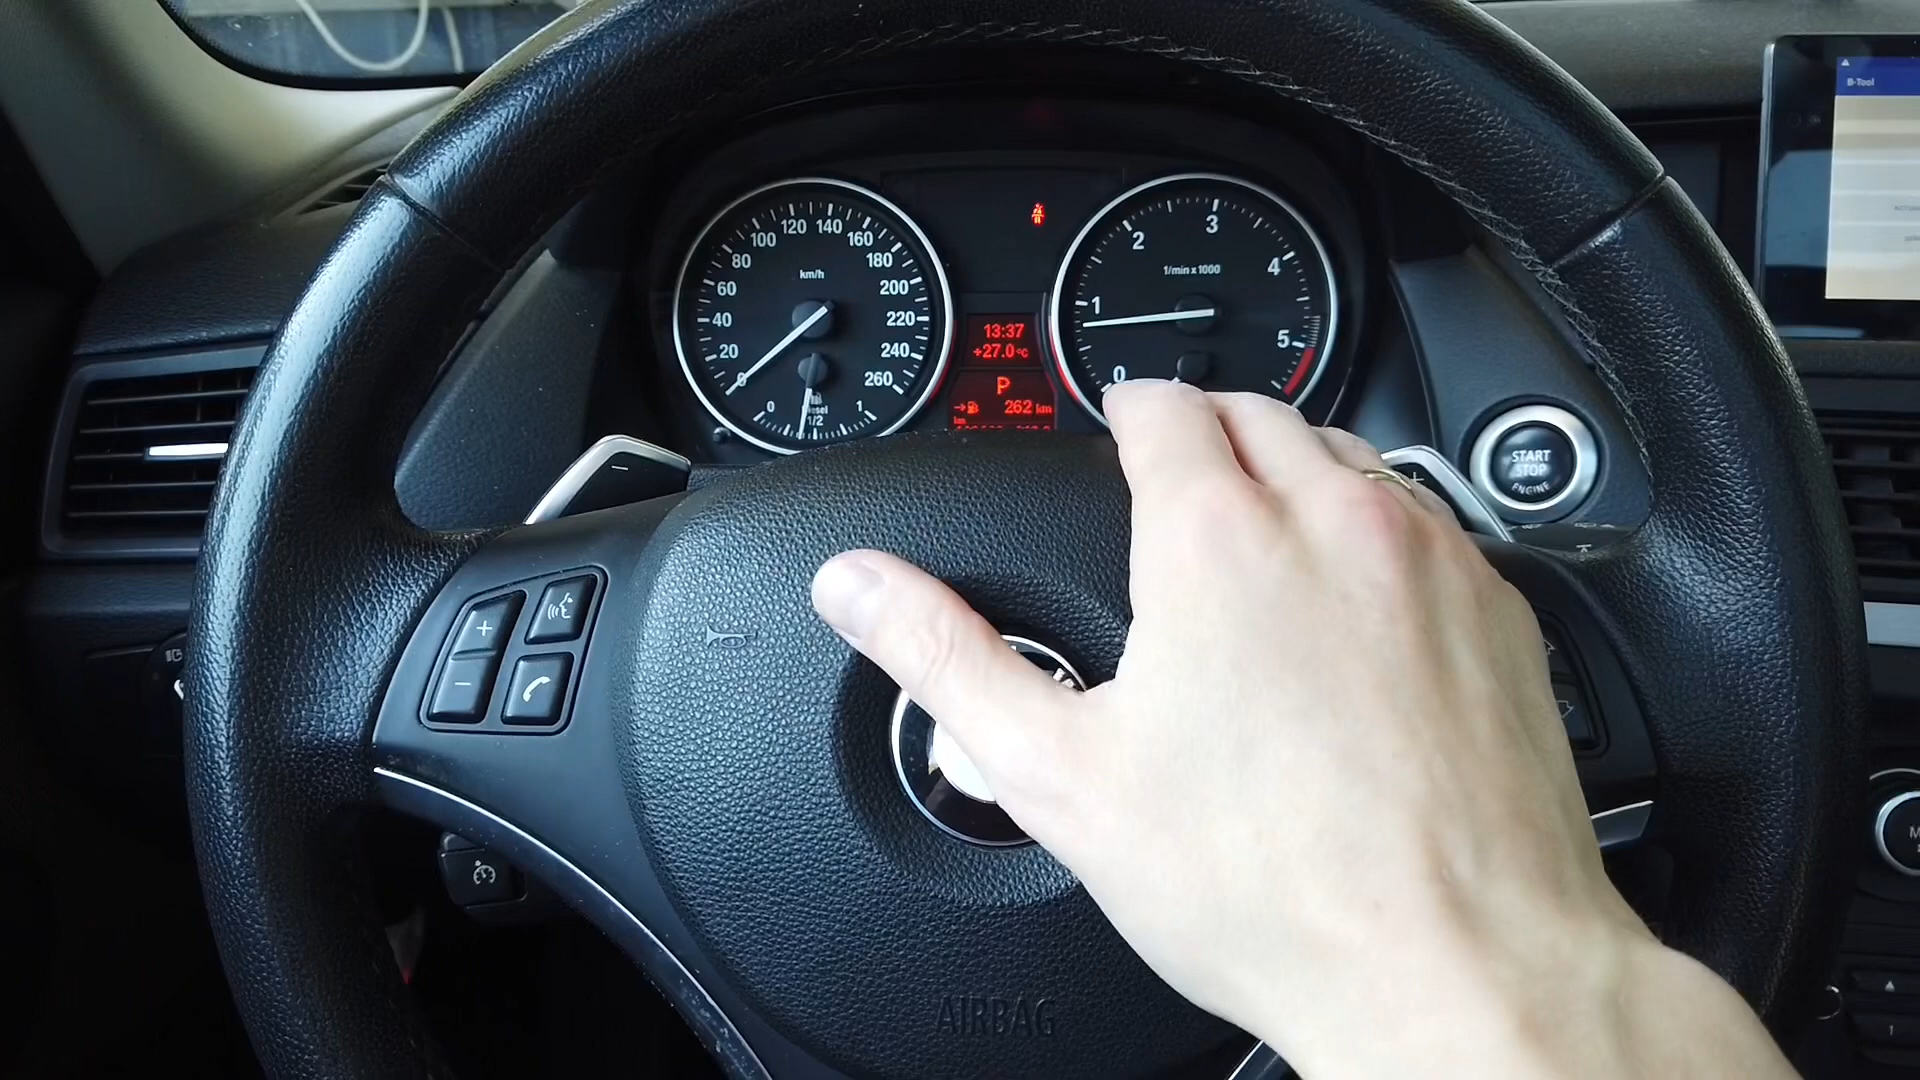 B-Tool
20
40
60
80
100
120
140
160
180
200
220
240
260
km/h
0
1/2
1
13:37
+27.0°C
P
262 km
km
0
1
2
3
4
5
1/min x 1000
START
STOP
ENGINE
+
−
−
+
AIRBAG
1